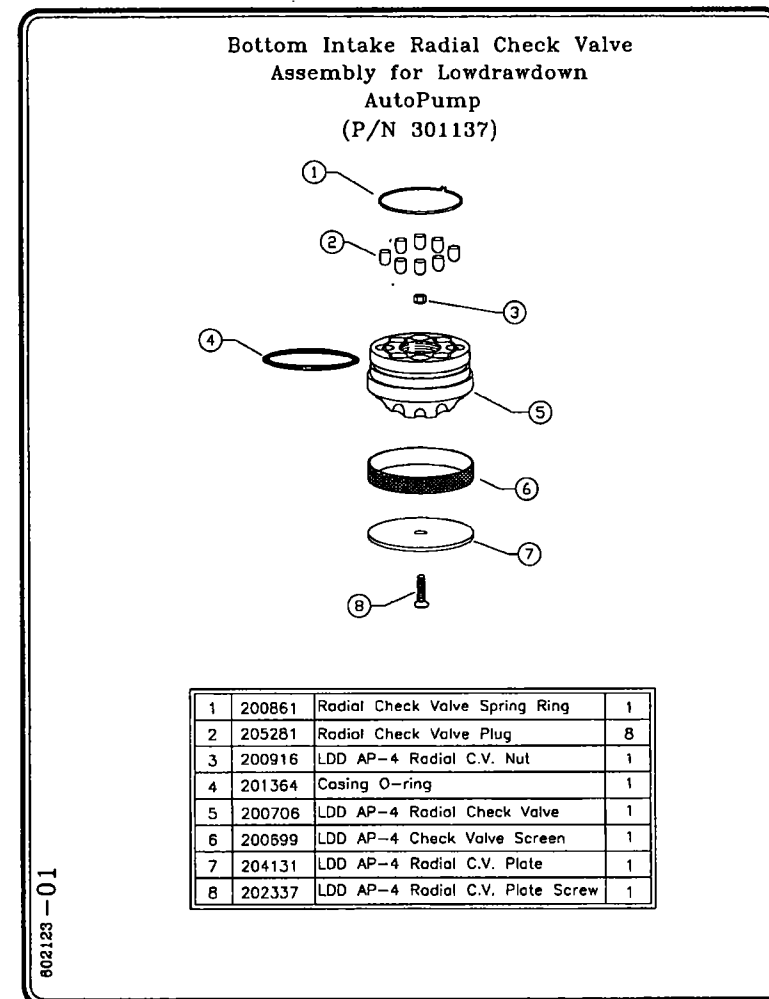 Bottom Intake Radial Check Valve
Assembly for Lowdrawdown
AutoPump
(P/N 301137)
1
2
3
4
5
6
7
8
1 200861 Radial Check Valve Spring Ring 1
2 205281 Radial Check Valve Plug 8
3 200916 LDD AP-4 Radial C.V. Nut 1
4 201364 Casing O-ring 1
5 200706 LDD AP-4 Radial Check Valve 1
6 200699 LDD AP-4 Check Valve Screen 1
7 204131 LDD AP-4 Radial C.V. Plate 1
8 202337 LDD AP-4 Radial C.V. Plate Screw 1
602123-01